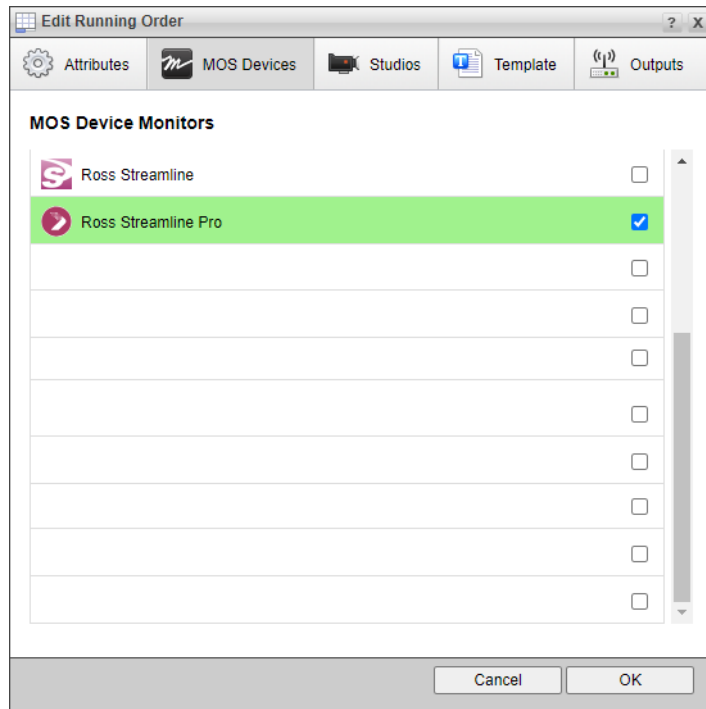 Edit Running Order
? X
Attributes
MOS Devices
Studios
Template
Outputs
MOS Device Monitors
Ross Streamline
Ross Streamline Pro
Cancel
OK